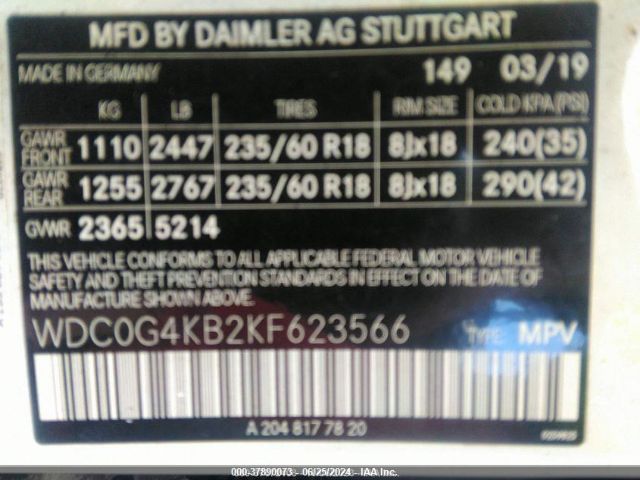 MFD BY DAIMLER AG STUTTGART
MADE IN GERMANY 149 03/19
KG LB TIRES RIM SIZE COLD KPA(PSI)
GAWR FRONT 1110 2447 235/60 R18 8Jx18 240(35)
GAWR REAR 1255 2767 235/60 R18 8Jx18 290(42)
GVWR 2365 5214
THIS VEHICLE CONFORMS TO ALL APPLICABLE FEDERAL MOTOR VEHICLE
SAFETY AND THEFT PREVENTION STANDARDS IN EFFECT ON THE DATE
OF MANUFACTURE SHOWN ABOVE.
WDC0G4KB2KF623566 TYPE: MPV
A 204 817 78 20
000-37890073 - 06/25/2024 - IAA Inc.